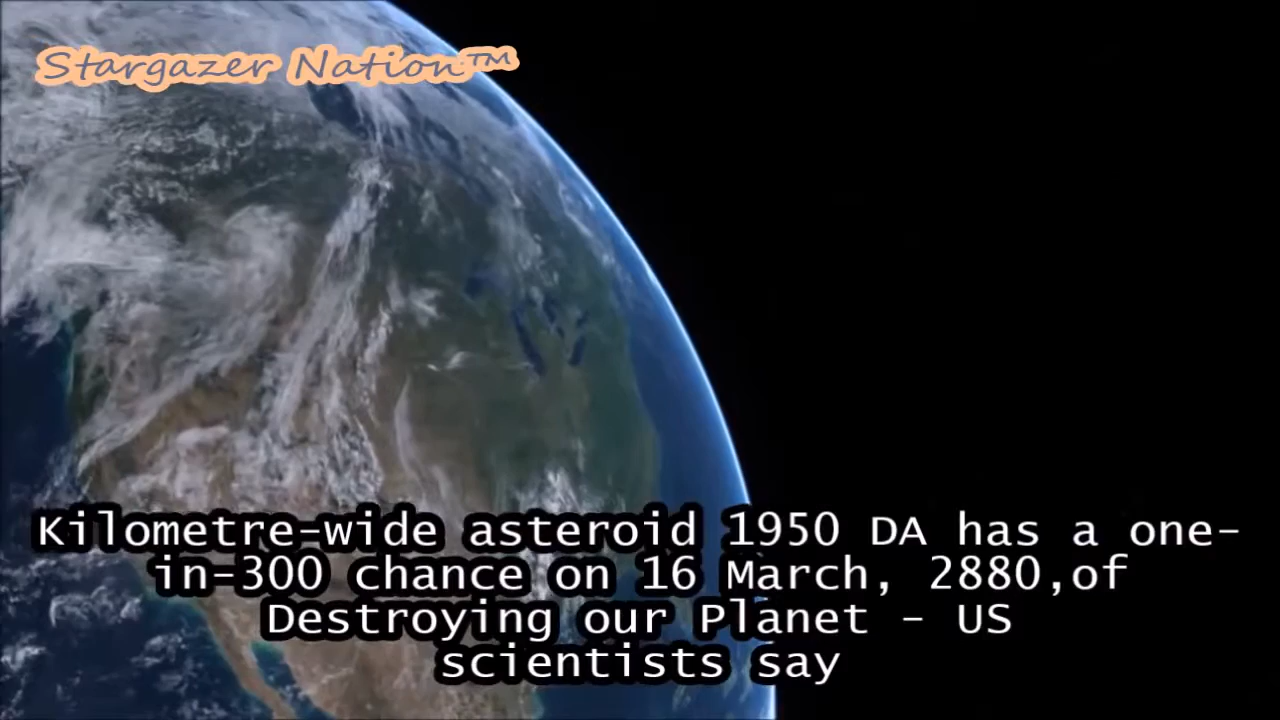 Stargazer Nation™
Kilometre-wide asteroid 1950 DA has a one-
in-300 chance on 16 March, 2880,of
Destroying our Planet - US
scientists say